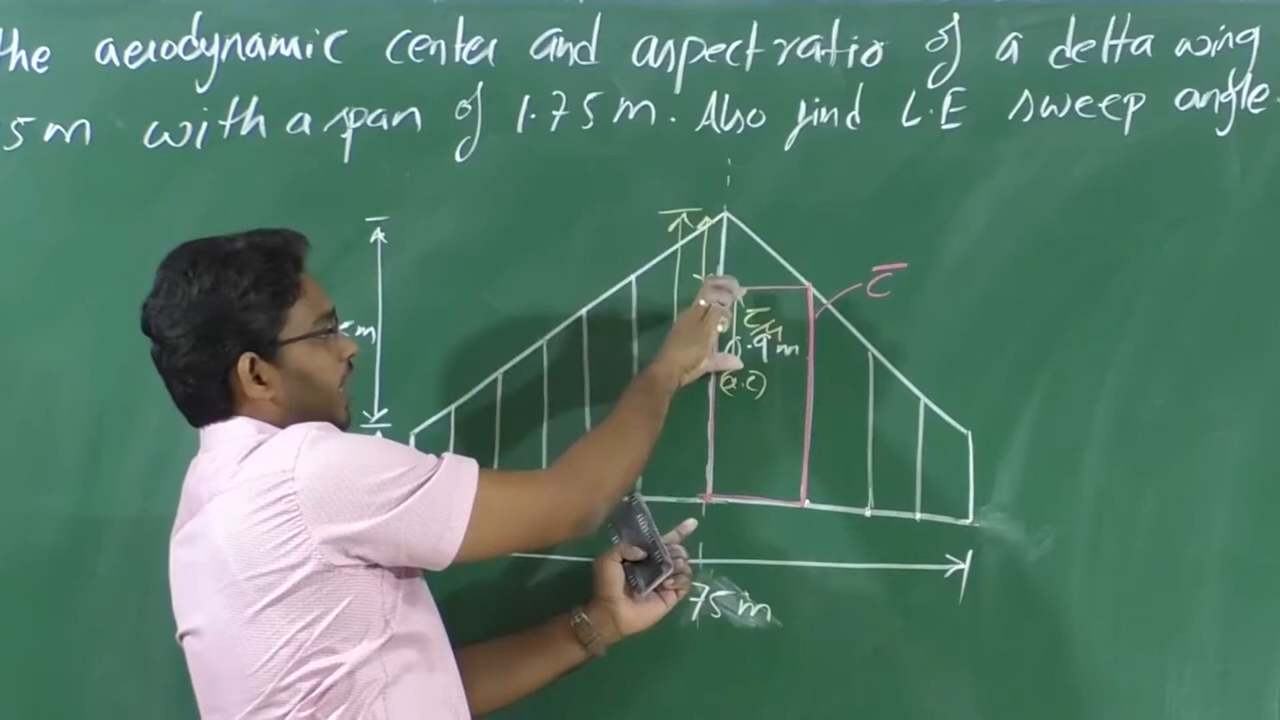 the aerodynamic center and aspect ratio of a delta wing
5m with a span of 1.75m. Also find L.E sweep angle.
c̄
m
c̄/4
.9m
(a.c)
75m